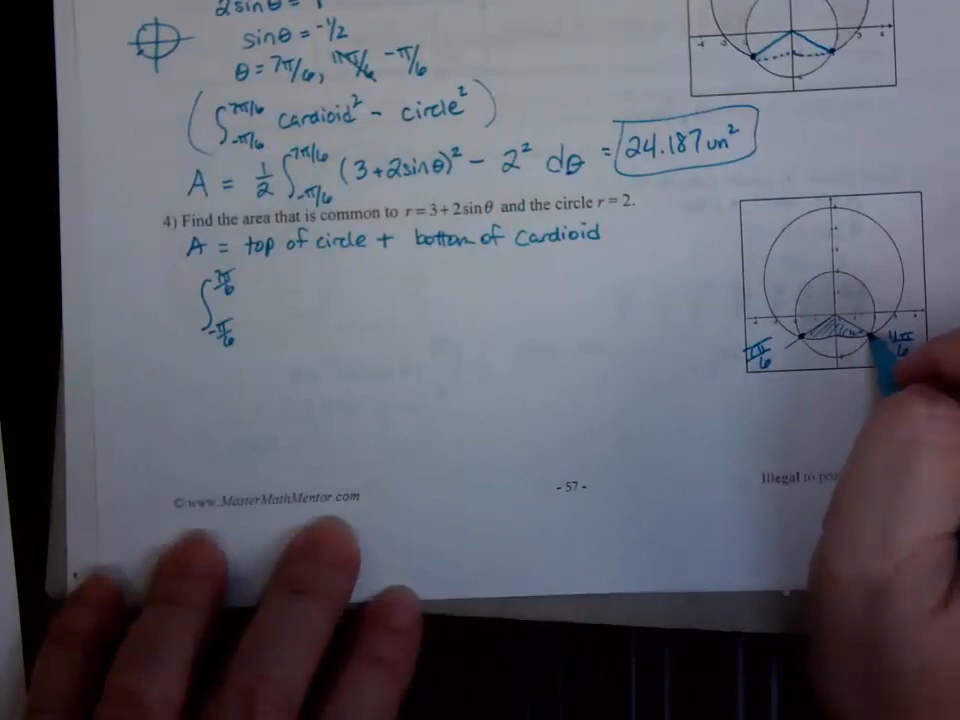 2sinθ = 1
sinθ = -1/2
θ = 7π/6, 11π/6 -π/6
(∫_{-π/6}^{7π/6} cardioid² - circle²)
A = 1/2 ∫_{-π/6}^{7π/6} (3+2sinθ)² - 2² dθ = 24.187 un²
4) Find the area that is common to r = 3 + 2 sin θ and the circle r = 2.
A = top of circle + bottom of cardioid
∫_{-π/6}^{7π/6}
7π/6
11π/6
© www.MasterMathMentor.com
- 57 -
Illegal to